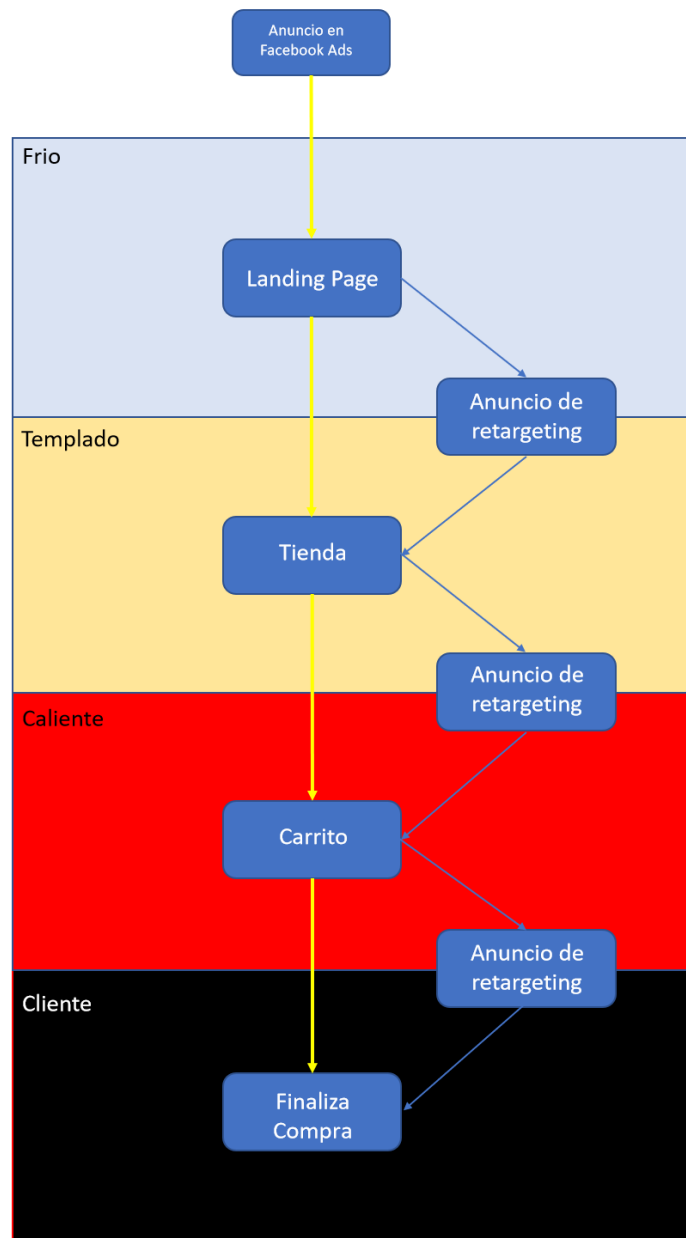 Anuncio en
Facebook Ads
Frio
Landing Page
Anuncio de
retargeting
Templado
Tienda
Anuncio de
retargeting
Caliente
Carrito
Anuncio de
retargeting
Cliente
Finaliza
Compra